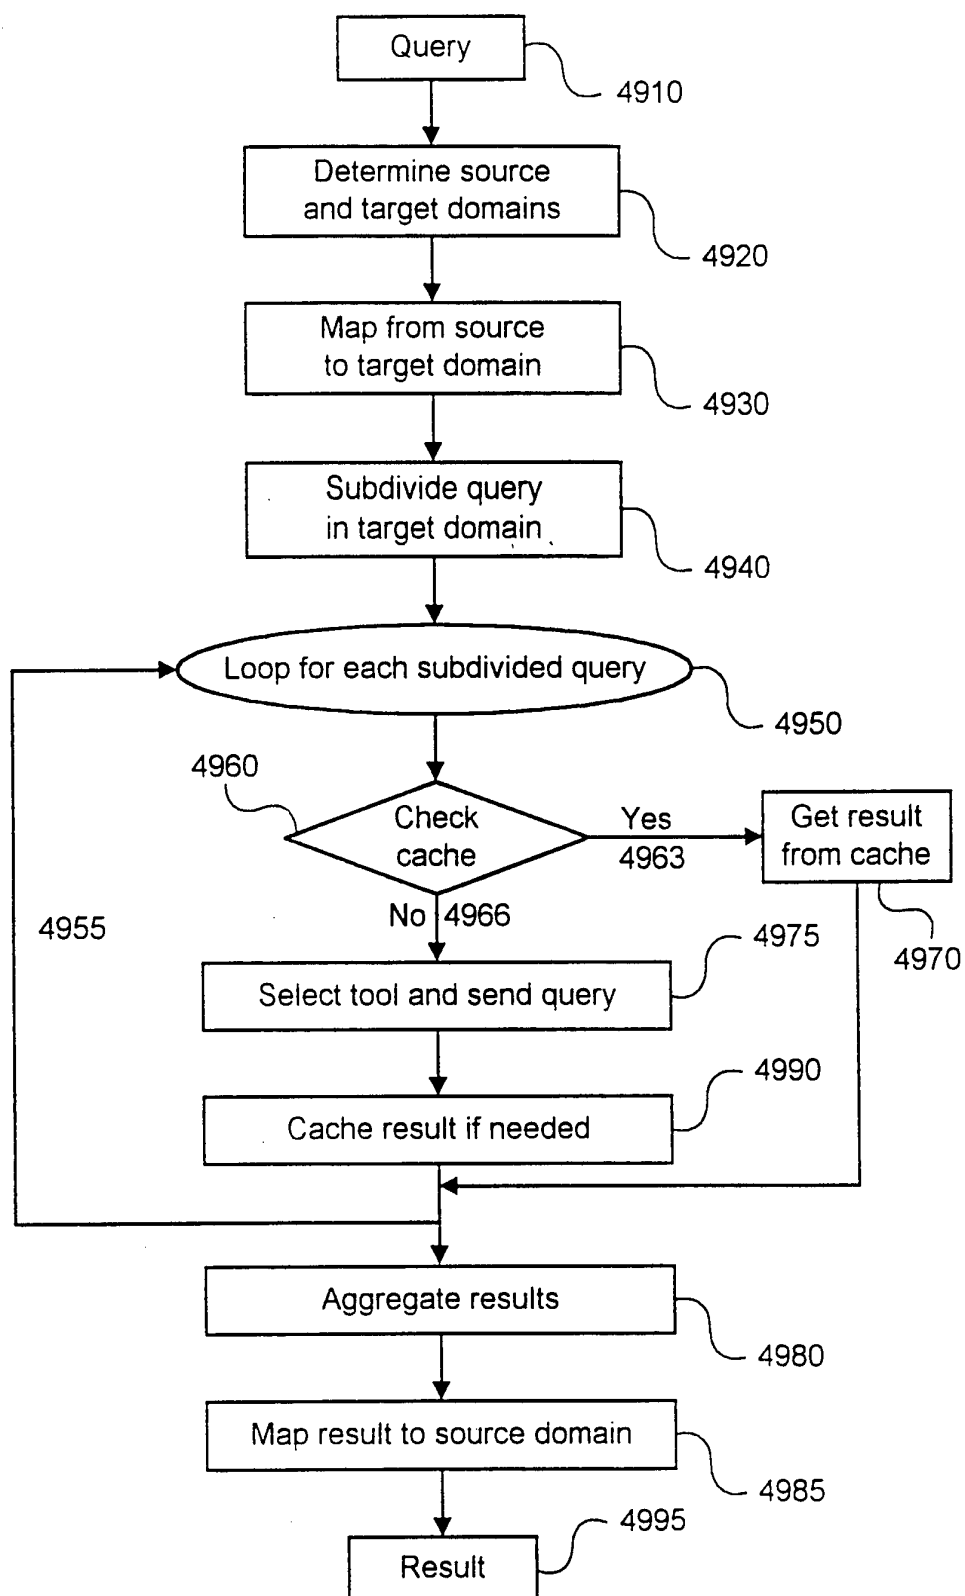 Query
4910
Determine source
and target domains
4920
Map from source
to target domain
4930
Subdivide query
in target domain
4940
Loop for each subdivided query
4950
4960
Check
cache
Yes
4963
Get result
from cache
4970
No 4966
4955
4975
Select tool and send query
4990
Cache result if needed
Aggregate results
4980
Map result to source domain
4985
4995
Result